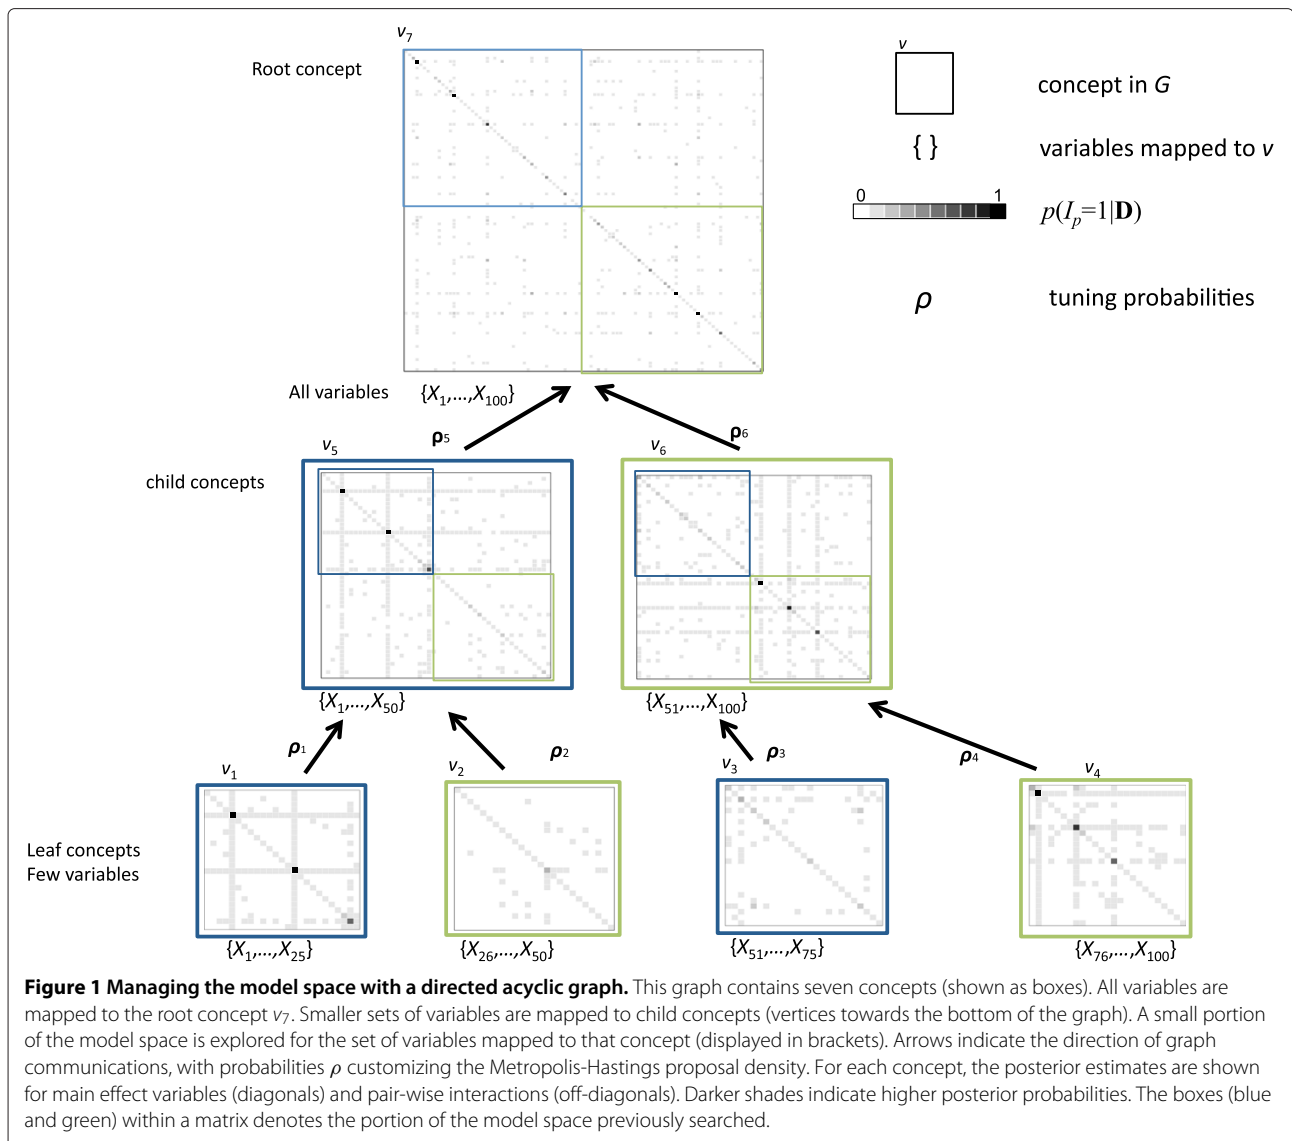 v7
Root concept
v
concept in G
{ } variables mapped to v
0 1
p(Ip=1|D)
ρ tuning probabilities
All variables {X1,...,X100}
ρ5 ρ6
v5 v6
child concepts
{X1,...,X50} {X51,...,X100}
ρ1 ρ2 ρ3 ρ4
v1 v2 v3 v4
Leaf concepts
Few variables
{X1,...,X25} {X26,...,X50} {X51,...,X75} {X76,...,X100}
Figure 1 Managing the model space with a directed acyclic graph. This graph contains seven concepts (shown as boxes). All variables are
mapped to the root concept v7. Smaller sets of variables are mapped to child concepts (vertices towards the bottom of the graph). A small portion
of the model space is explored for the set of variables mapped to that concept (displayed in brackets). Arrows indicate the direction of graph
communications, with probabilities ρ customizing the Metropolis-Hastings proposal density. For each concept, the posterior estimates are shown
for main effect variables (diagonals) and pair-wise interactions (off-diagonals). Darker shades indicate higher posterior probabilities. The boxes (blue
and green) within a matrix denotes the portion of the model space previously searched.